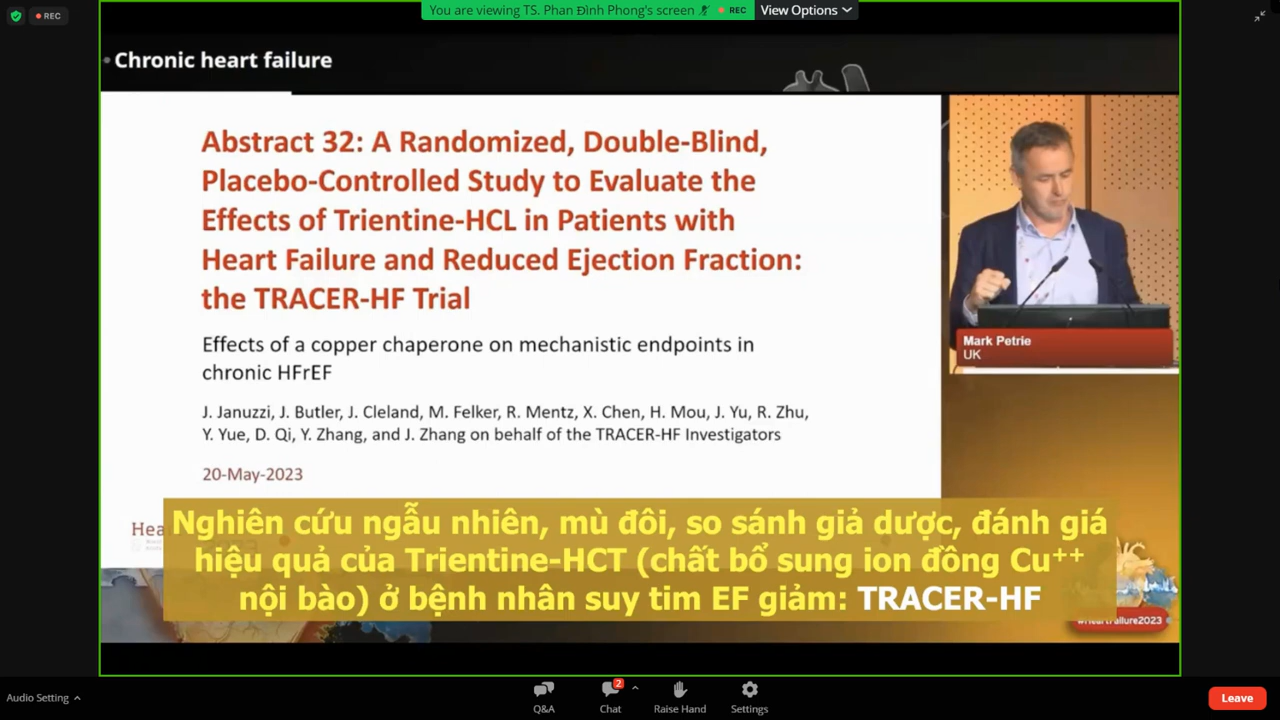 You are viewing TS. Phan Đình Phong's screen
REC
View Options
REC
Chronic heart failure
Abstract 32: A Randomized, Double-Blind,
Placebo-Controlled Study to Evaluate the
Effects of Trientine-HCL in Patients with
Heart Failure and Reduced Ejection Fraction:
the TRACER-HF Trial
Effects of a copper chaperone on mechanistic endpoints in
chronic HFrEF
J. Januzzi, J. Butler, J. Cleland, M. Felker, R. Mentz, X. Chen, H. Mou, J. Yu, R. Zhu,
Y. Yue, D. Qi, Y. Zhang, and J. Zhang on behalf of the TRACER-HF Investigators
20-May-2023
Mark Petrie
UK
Hea
Nghiên cứu ngẫu nhiên, mù đôi, so sánh giả dược, đánh giá
hiệu quả của Trientine-HCT (chất bổ sung ion đồng Cu⁺⁺
nội bào) ở bệnh nhân suy tim EF giảm: TRACER-HF
#HeartFailure2023
Audio Setting
Q&A
2
Chat
Raise Hand
Settings
Leave